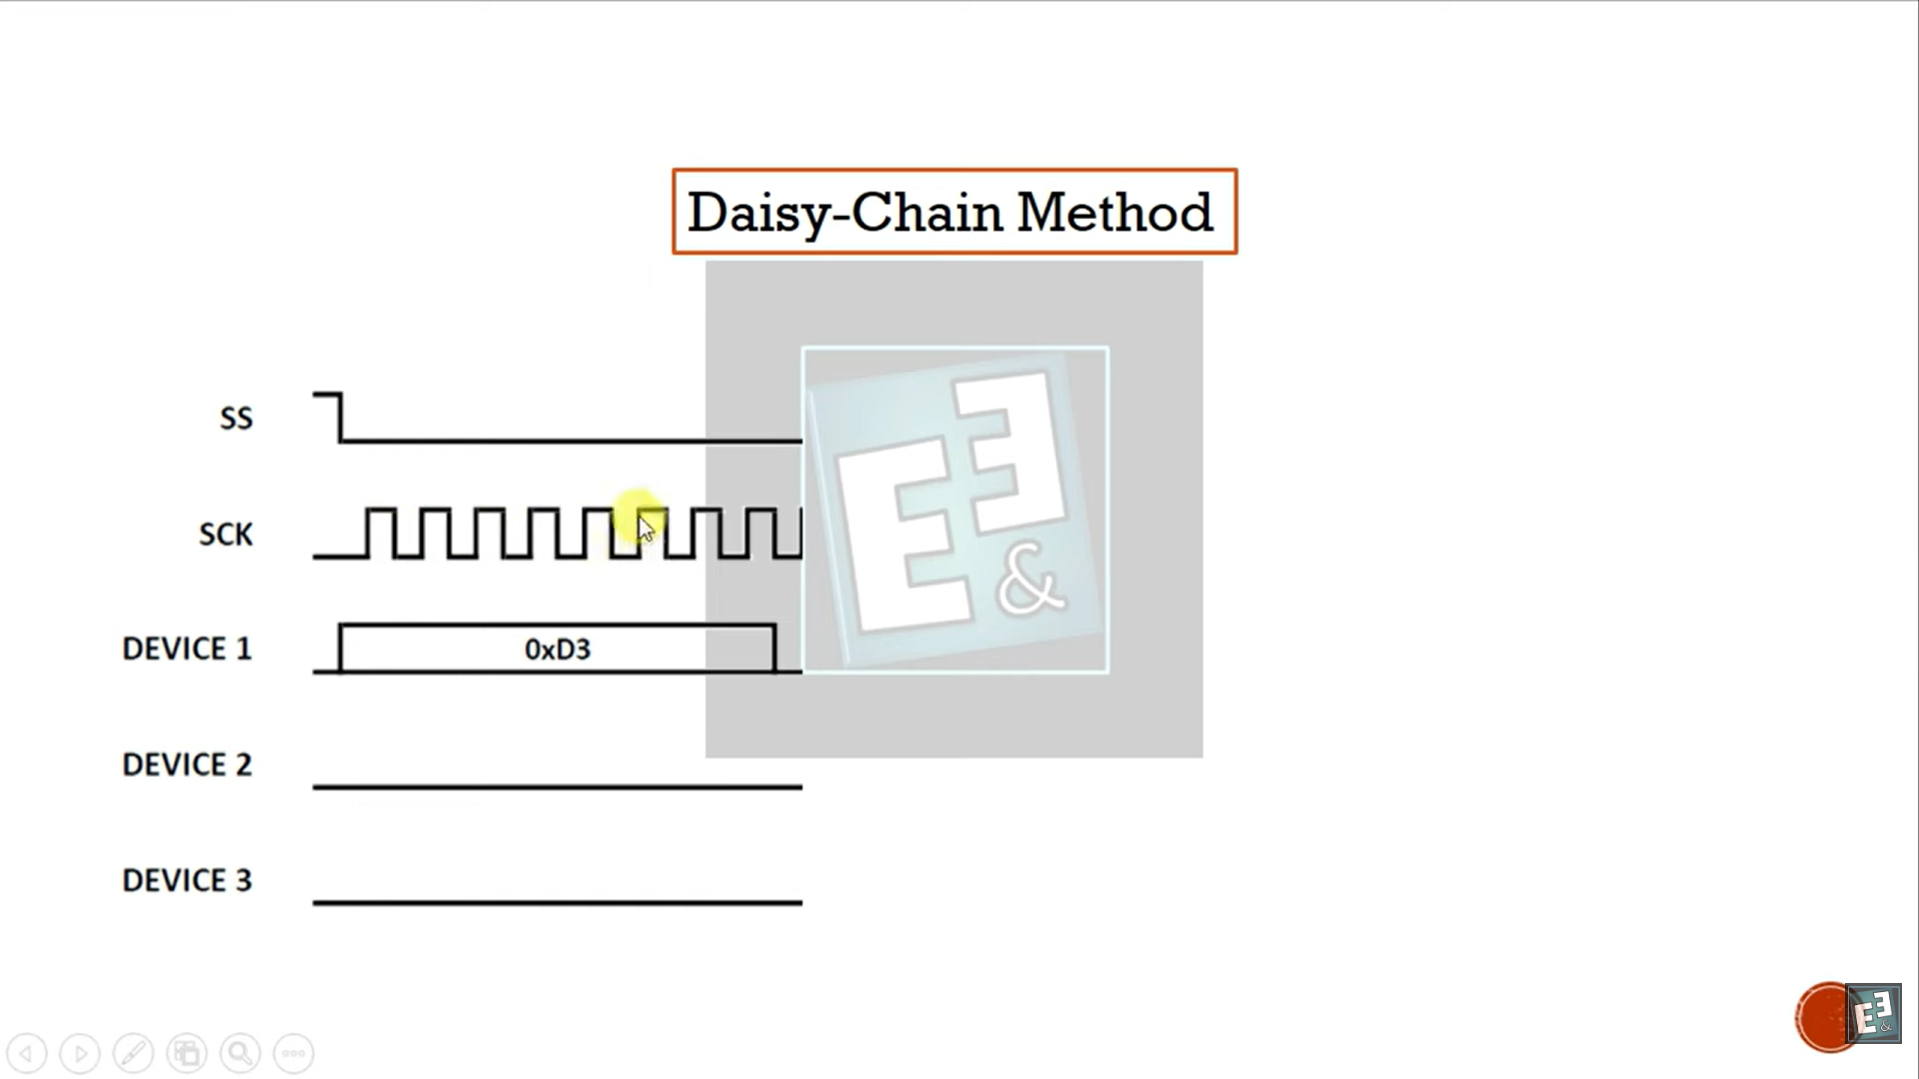 Daisy-Chain Method
SS
SCK
DEVICE 1
0xD3
DEVICE 2
DEVICE 3
E
E
&
E
E
&